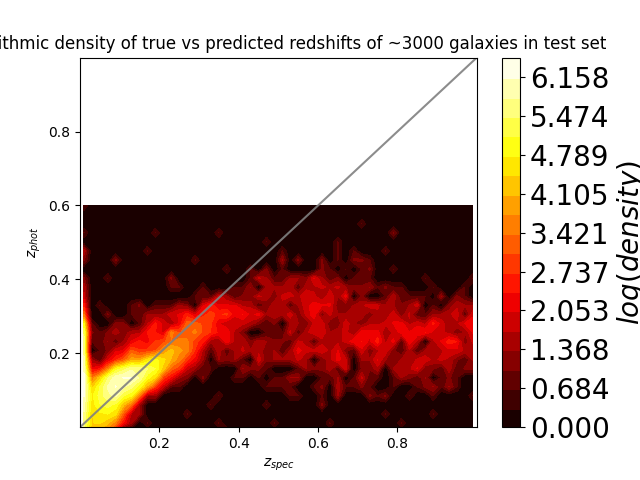 ithmic density of true vs predicted redshifts of ~3000 galaxies in test set
0.8
0.6
0.4
0.2
z_phot
0.2 0.4 0.6 0.8
z_spec
6.158
5.474
4.789
4.105
3.421
2.737
2.053
1.368
0.684
0.000
log(density)